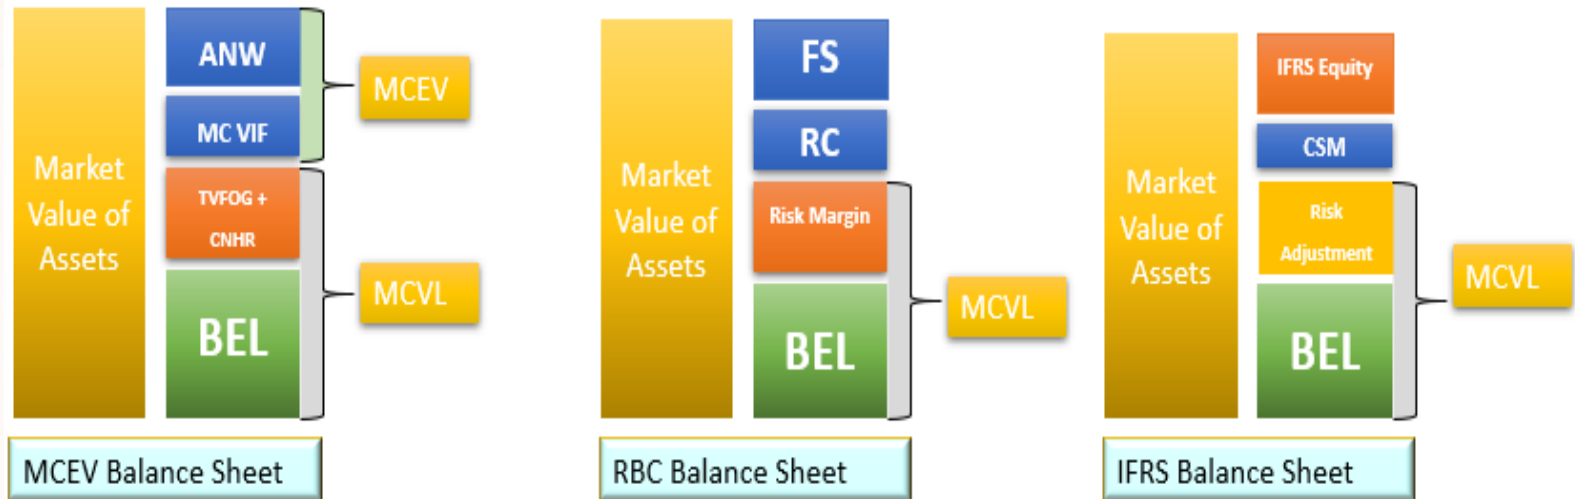 Market
Value of
Assets
ANW
MC VIF
TVFOG +
CNHR
BEL
MCEV
MCVL
MCEV Balance Sheet
Market
Value of
Assets
FS
RC
Risk Margin
BEL
MCVL
RBC Balance Sheet
Market
Value of
Assets
IFRS Equity
CSM
Risk
Adjustment
BEL
MCVL
IFRS Balance Sheet